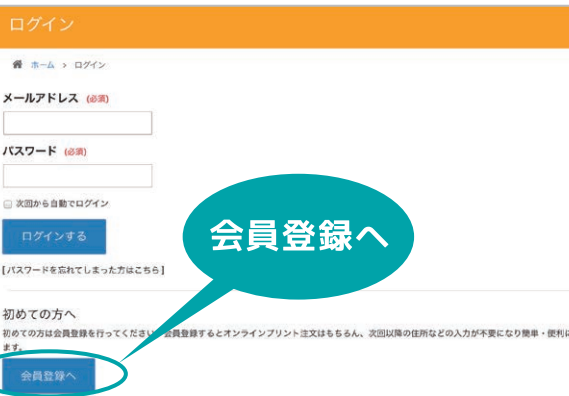 ログイン
ホーム > ログイン
メールアドレス (必須)
パスワード (必須)
次回から自動でログイン
ログインする
[パスワードを忘れてしまった方はこちら]
会員登録へ
初めての方へ
初めての方は会員登録を行ってください 会員登録するとオンラインプリント注文はもちろん、次回以降の住所などの入力が不要になり簡単・便利に
ます。
会員登録へ